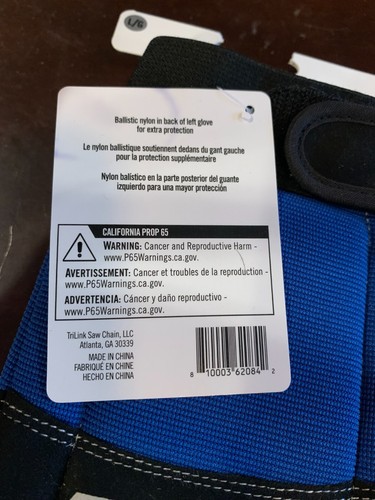 L/G
Ballistic nylon in back of left glove
for extra protection
Le nylon ballistique soutiennent dedans du gant gauche
pour la protection supplémentaire
Nylon balístico en la parte posterior del guante
izquierdo para una mayor protección
CALIFORNIA PROP 65
WARNING: Cancer and Reproductive Harm -
www.P65Warnings.ca.gov.
AVERTISSEMENT: Cancer et troubles de la reproduction -
www.P65Warnings.ca.gov.
ADVERTENCIA: Cáncer y daño reproductivo -
www.P65Warnings.ca.gov.
TriLink Saw Chain, LLC
Atlanta, GA 30339
MADE IN CHINA
FABRIQUÉ EN CHINE
HECHO EN CHINA
8 10003 62084 2